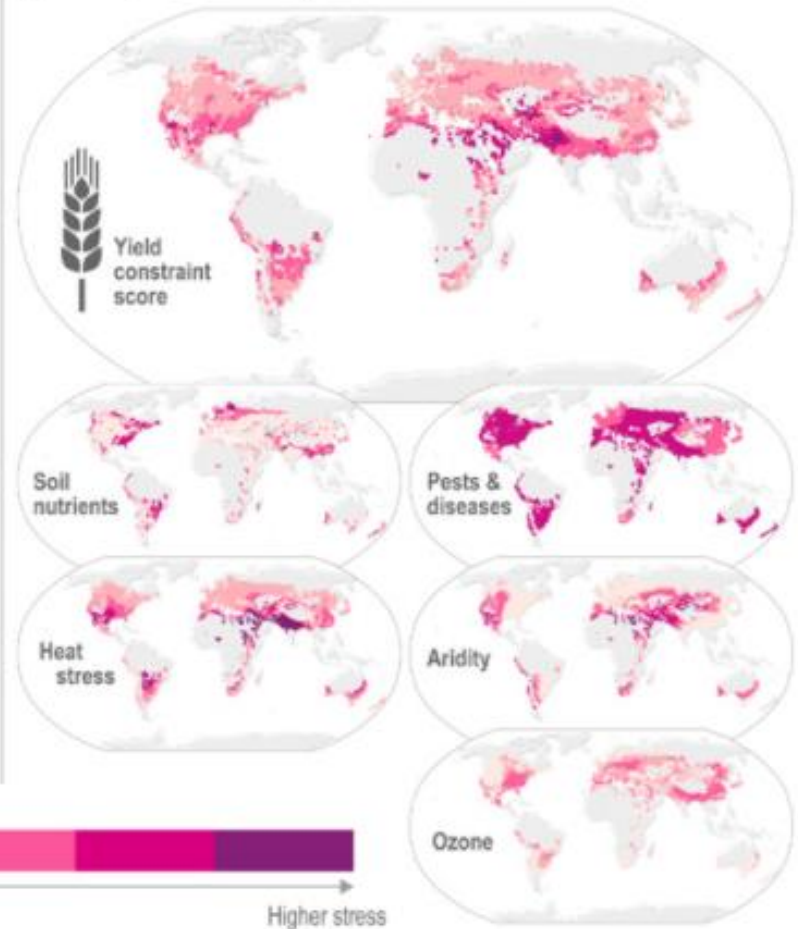 Yield
constraint
score
Soil
nutrients
Pests &
diseases
Heat
stress
Aridity
Ozone
Higher stress